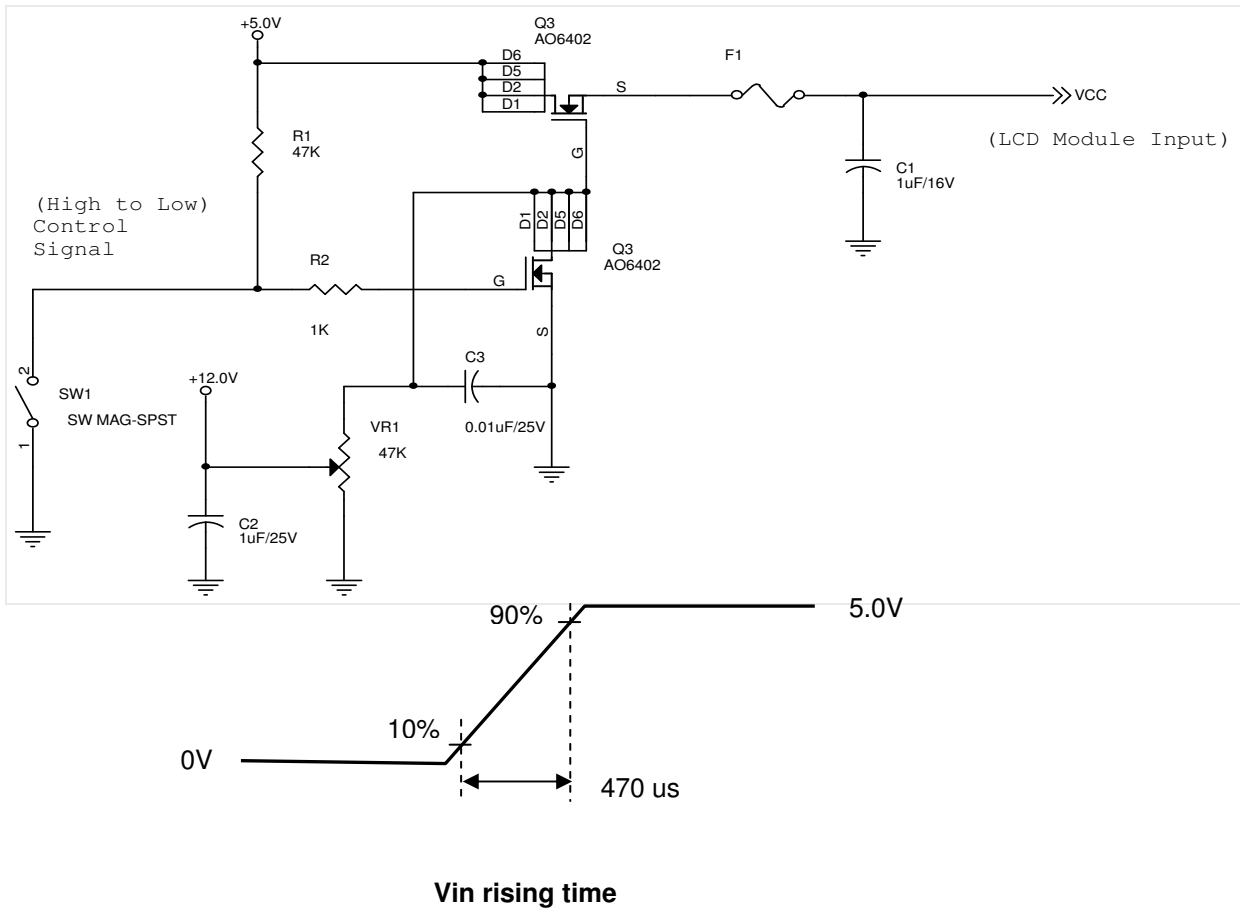 +5.0V
Q3
AO6402
D6
D5
D2
D1
S
G
F1
VCC
(LCD Module Input)
C1
1uF/16V
R1
47K
(High to Low)
Control
Signal
R2
1K
G
D1
D2
D5
D6
Q3
AO6402
S
2
1
SW1
SW MAG-SPST
+12.0V
C2
1uF/25V
VR1
47K
C3
0.01uF/25V
90%
5.0V
10%
0V
470 us
Vin rising time